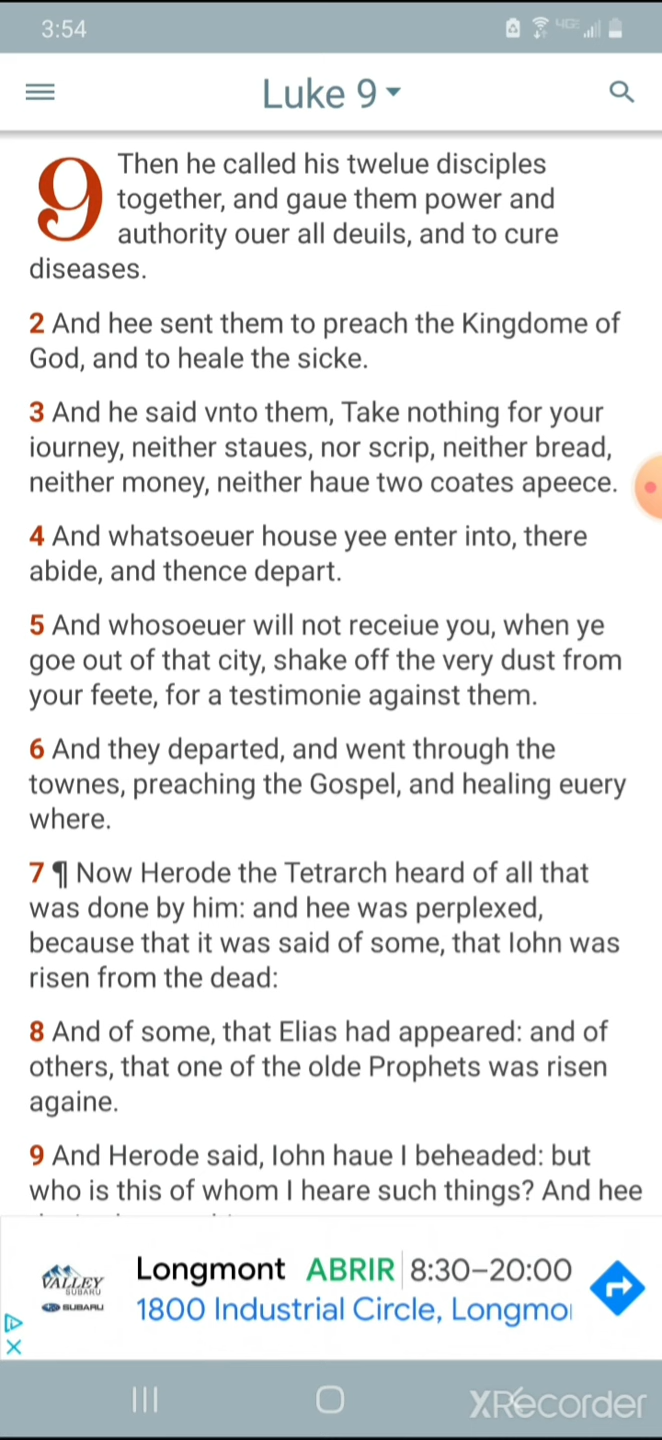 3:54
4GE
Luke 9
9 Then he called his twelue disciples
together, and gaue them power and
authority ouer all deuils, and to cure
diseases.
2 And hee sent them to preach the Kingdome of
God, and to heale the sicke.
3 And he said vnto them, Take nothing for your
iourney, neither staues, nor scrip, neither bread,
neither money, neither haue two coates apeece.
4 And whatsoeuer house yee enter into, there
abide, and thence depart.
5 And whosoeuer will not receiue you, when ye
goe out of that city, shake off the very dust from
your feete, for a testimonie against them.
6 And they departed, and went through the
townes, preaching the Gospel, and healing euery
where.
7 ¶ Now Herode the Tetrarch heard of all that
was done by him: and hee was perplexed,
because that it was said of some, that Iohn was
risen from the dead:
8 And of some, that Elias had appeared: and of
others, that one of the olde Prophets was risen
againe.
9 And Herode said, Iohn haue I beheaded: but
who is this of whom I heare such things? And hee
VALLEY
SUBARU
SUBARU
Longmont ABRIR 8:30–20:00
1800 Industrial Circle, Longmo
XRecorder